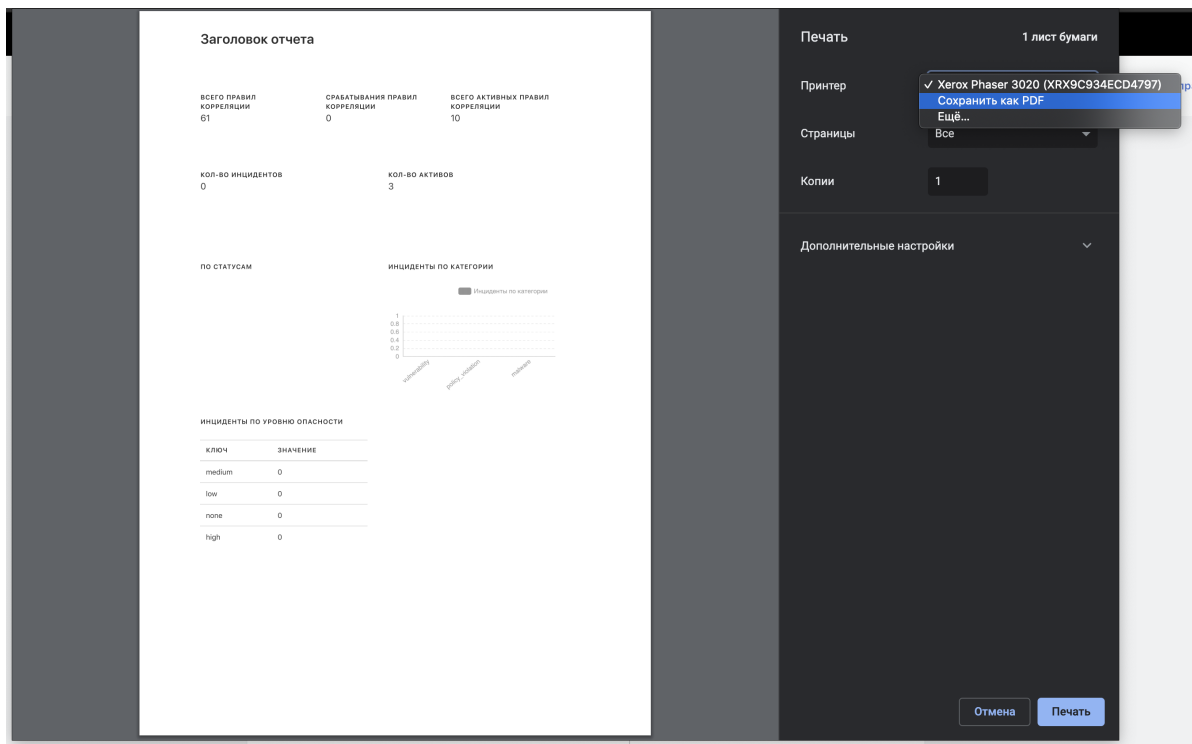 Заголовок отчета
ВСЕГО ПРАВИЛ КОРРЕЛЯЦИИ
61
СРАБАТЫВАНИЯ ПРАВИЛ КОРРЕЛЯЦИИ
0
ВСЕГО АКТИВНЫХ ПРАВИЛ КОРРЕЛЯЦИИ
10
КОЛ-ВО ИНЦИДЕНТОВ
0
КОЛ-ВО АКТИВОВ
3
ПО СТАТУСАМ
ИНЦИДЕНТЫ ПО КАТЕГОРИИ
Инциденты по категории
1
0.8
0.6
0.4
0.2
0
vulnerability
policy_violation
malware
ИНЦИДЕНТЫ ПО УРОВНЮ ОПАСНОСТИ
КЛЮЧ ЗНАЧЕНИЕ
medium 0
low 0
none 0
high 0
Печать 1 лист бумаги
Принтер
✓ Xerox Phaser 3020 (XRX9C934ECD4797)
Сохранить как PDF
Ещё...
Страницы Все
Копии 1
Дополнительные настройки
Отмена Печать